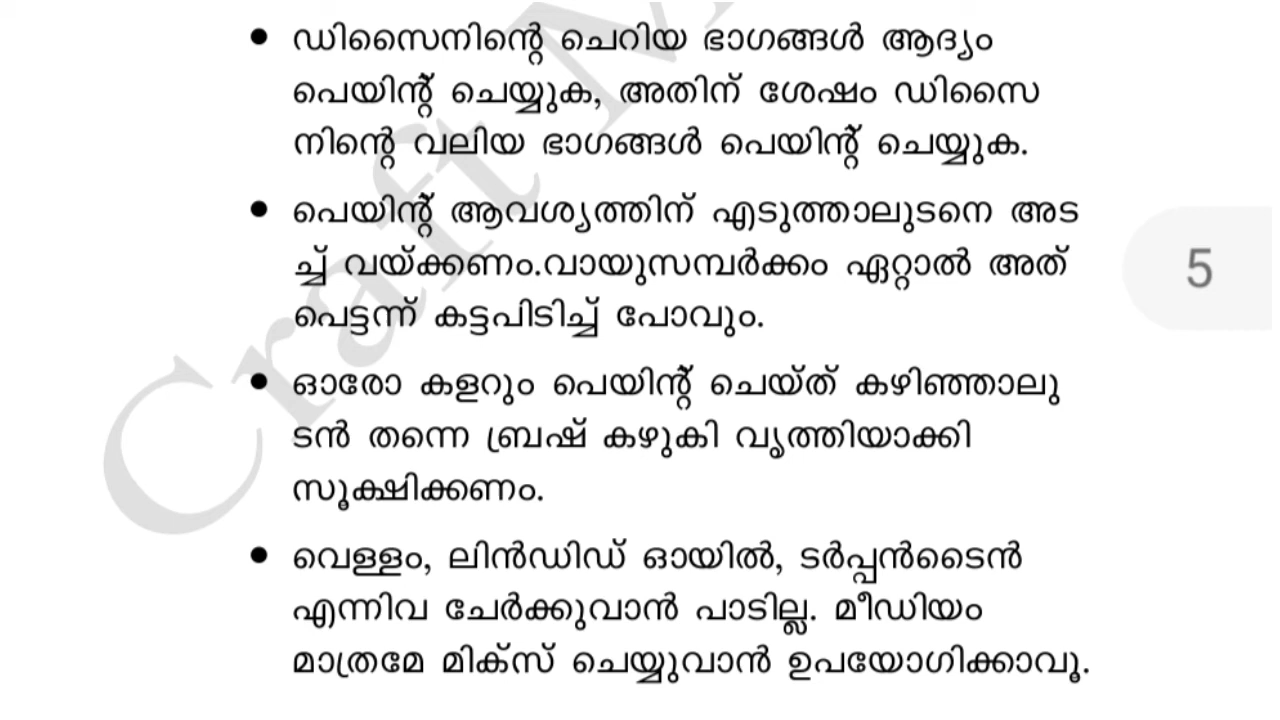 • ഡിസൈനിന്റെ ചെറിയ ഭാഗങ്ങൾ ആദ്യം
പെയിന്റ് ചെയ്യുക, അതിന് ശേഷം ഡിസൈ
നിന്റെ വലിയ ഭാഗങ്ങൾ പെയിന്റ് ചെയ്യുക.
• പെയിന്റ് ആവശ്യത്തിന് എടുത്താലുടനെ അട
ച്ച് വയ്ക്കണം.വായുസമ്പർക്കം ഏറ്റാൽ അത്
പെട്ടന്ന് കട്ടപിടിച്ച് പോവും.
5
• ഓരോ കളറും പെയിന്റ് ചെയ്ത് കഴിഞ്ഞാലു
ടൻ തന്നെ ബ്രഷ് കഴുകി വൃത്തിയാക്കി
സൂക്ഷിക്കണം.
• വെള്ളം, ലിൻഡിഡ് ഓയിൽ, ടർപ്പൻടൈൻ
എന്നിവ ചേർക്കുവാൻ പാടില്ല. മീഡിയം
മാത്രമേ മിക്സ് ചെയ്യുവാൻ ഉപയോഗിക്കാവൂ.
Craft